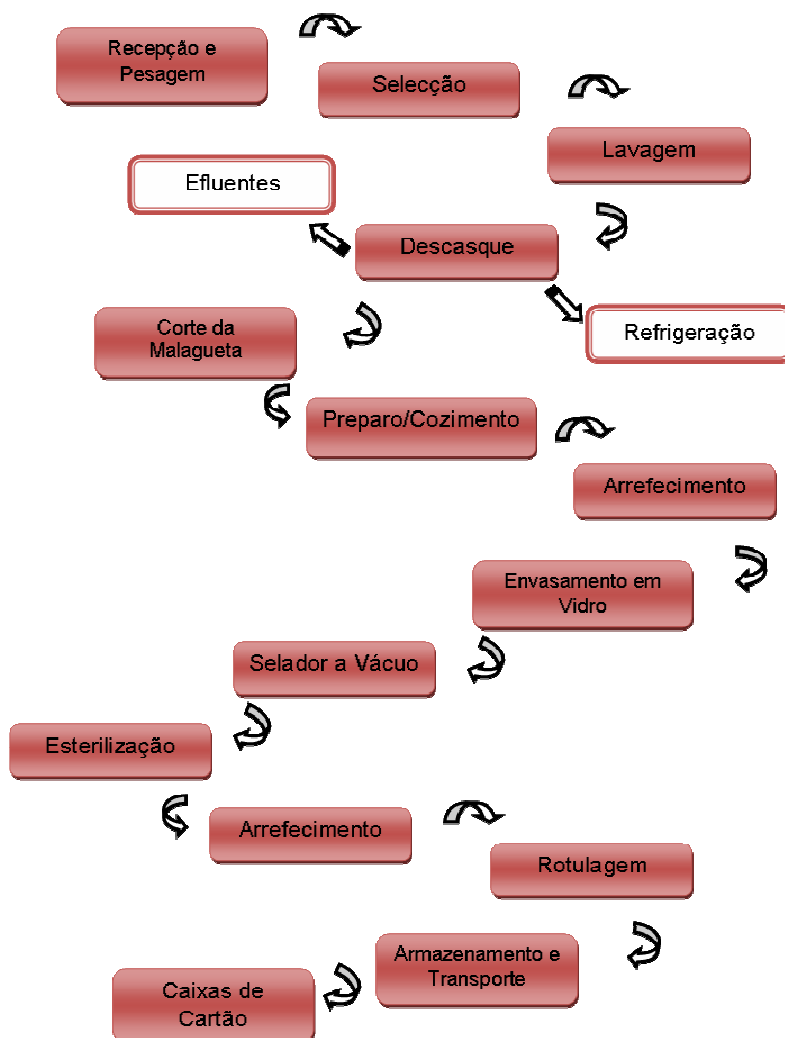 Recepção e
Pesagem
Selecção
Lavagem
Efluentes
Descasque
Corte da
Malagueta
Refrigeração
Preparo/Cozimento
Arrefecimento
Envasamento em
Vidro
Selador a Vácuo
Esterilização
Arrefecimento
Rotulagem
Armazenamento e
Transporte
Caixas de
Cartão